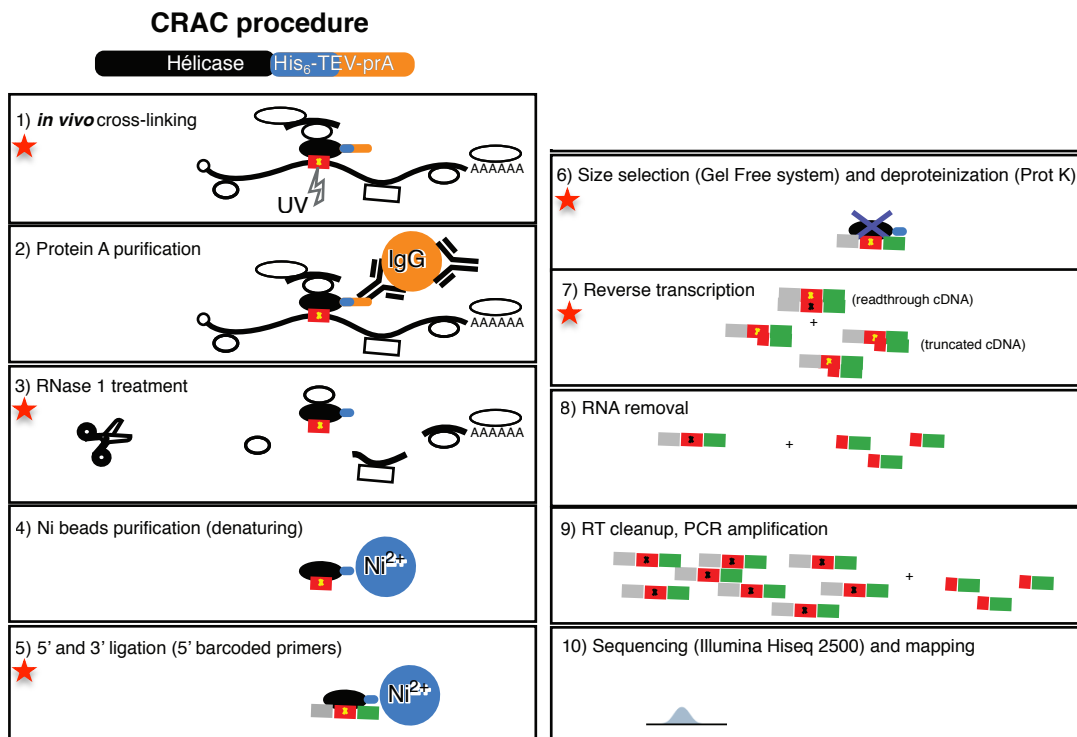 CRAC procedure
Hélicase His₆-TEV-prA
1) in vivo cross-linking
AAAAAA
UV
2) Protein A purification
IgG
AAAAAA
3) RNase 1 treatment
AAAAAA
4) Ni beads purification (denaturing)
Ni²⁺
5) 5’ and 3’ ligation (5’ barcoded primers)
Ni²⁺
6) Size selection (Gel Free system) and deproteinization (Prot K)
7) Reverse transcription
(readthrough cDNA)
+
(truncated cDNA)
8) RNA removal
+
9) RT cleanup, PCR amplification
+
10) Sequencing (Illumina Hiseq 2500) and mapping